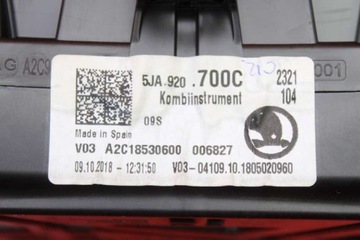 5JA.920 .700C 2321
Kombiinstrument 104
09S
Made in Spain
V03 A2C18530600 006827
09.10.2018 - 12:31:50 V03-04109.10.1805020960